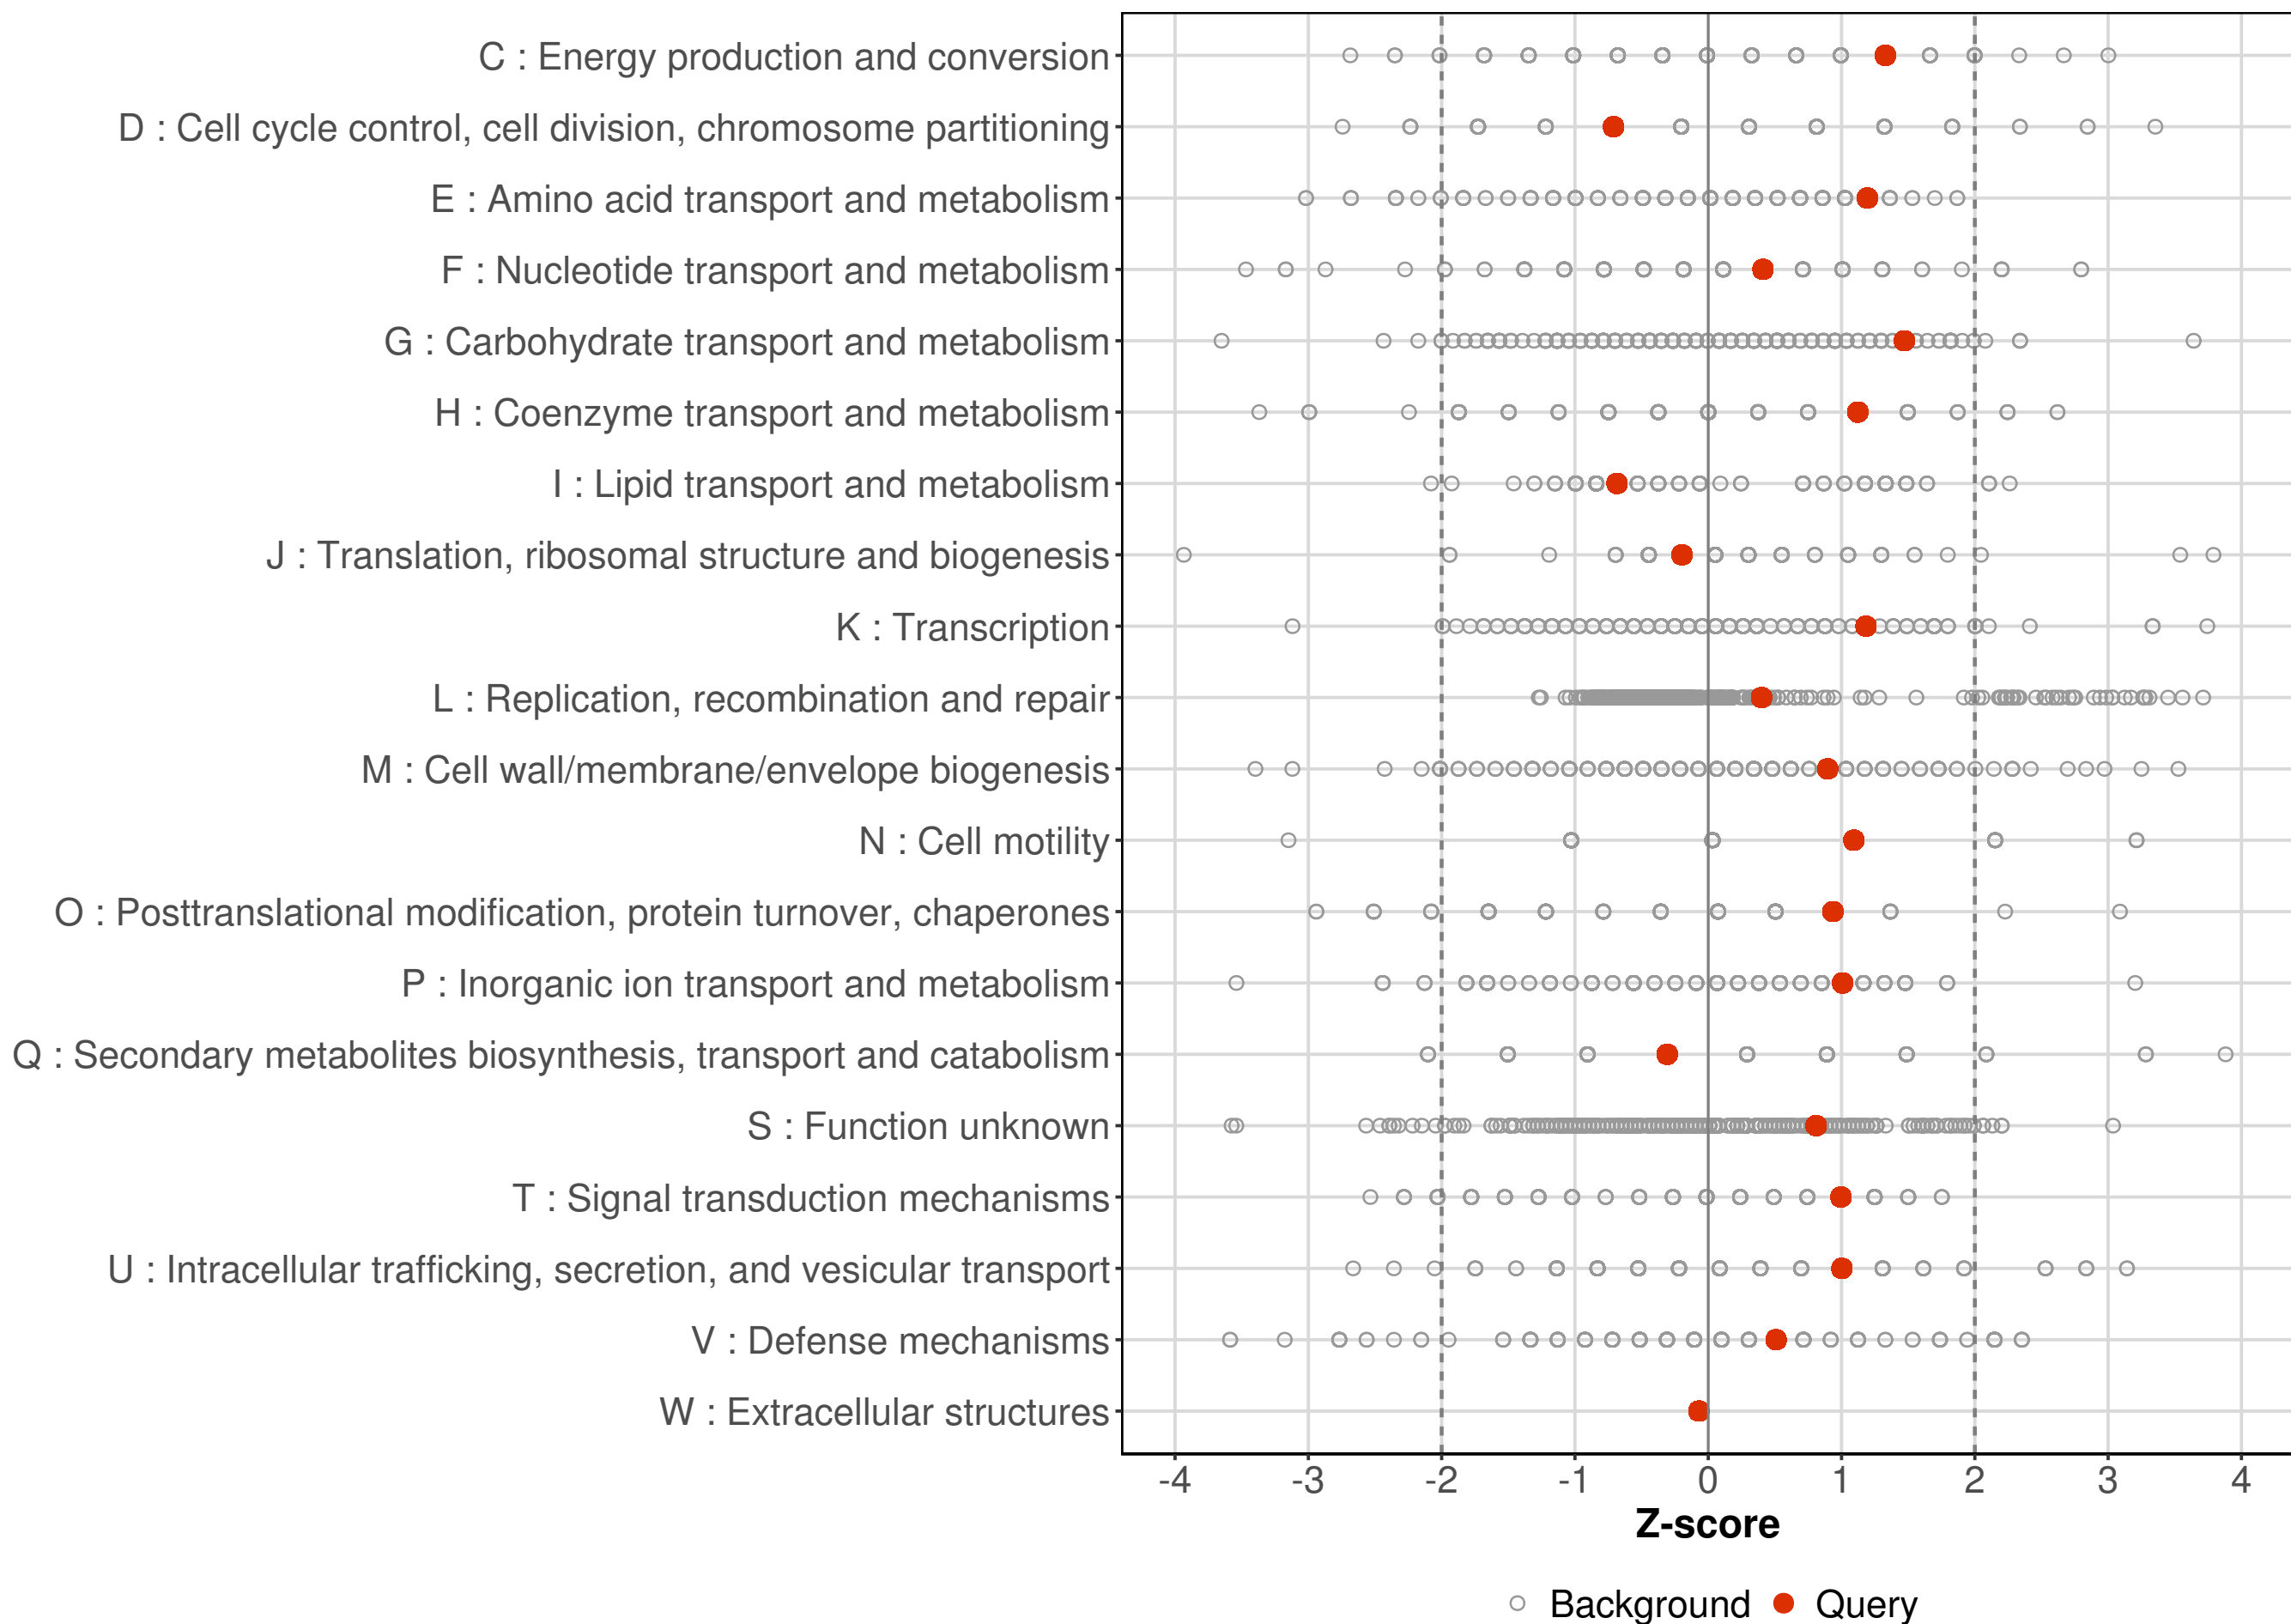 C : Energy production and conversion
D : Cell cycle control, cell division, chromosome partitioning
E : Amino acid transport and metabolism
F : Nucleotide transport and metabolism
G : Carbohydrate transport and metabolism
H : Coenzyme transport and metabolism
I : Lipid transport and metabolism
J : Translation, ribosomal structure and biogenesis
K : Transcription
L : Replication, recombination and repair
M : Cell wall/membrane/envelope biogenesis
N : Cell motility
O : Posttranslational modification, protein turnover, chaperones
P : Inorganic ion transport and metabolism
Q : Secondary metabolites biosynthesis, transport and catabolism
S : Function unknown
T : Signal transduction mechanisms
U : Intracellular trafficking, secretion, and vesicular transport
V : Defense mechanisms
W : Extracellular structures
-4 -3 -2 -1 0 1 2 3 4
Z-score
Background Query